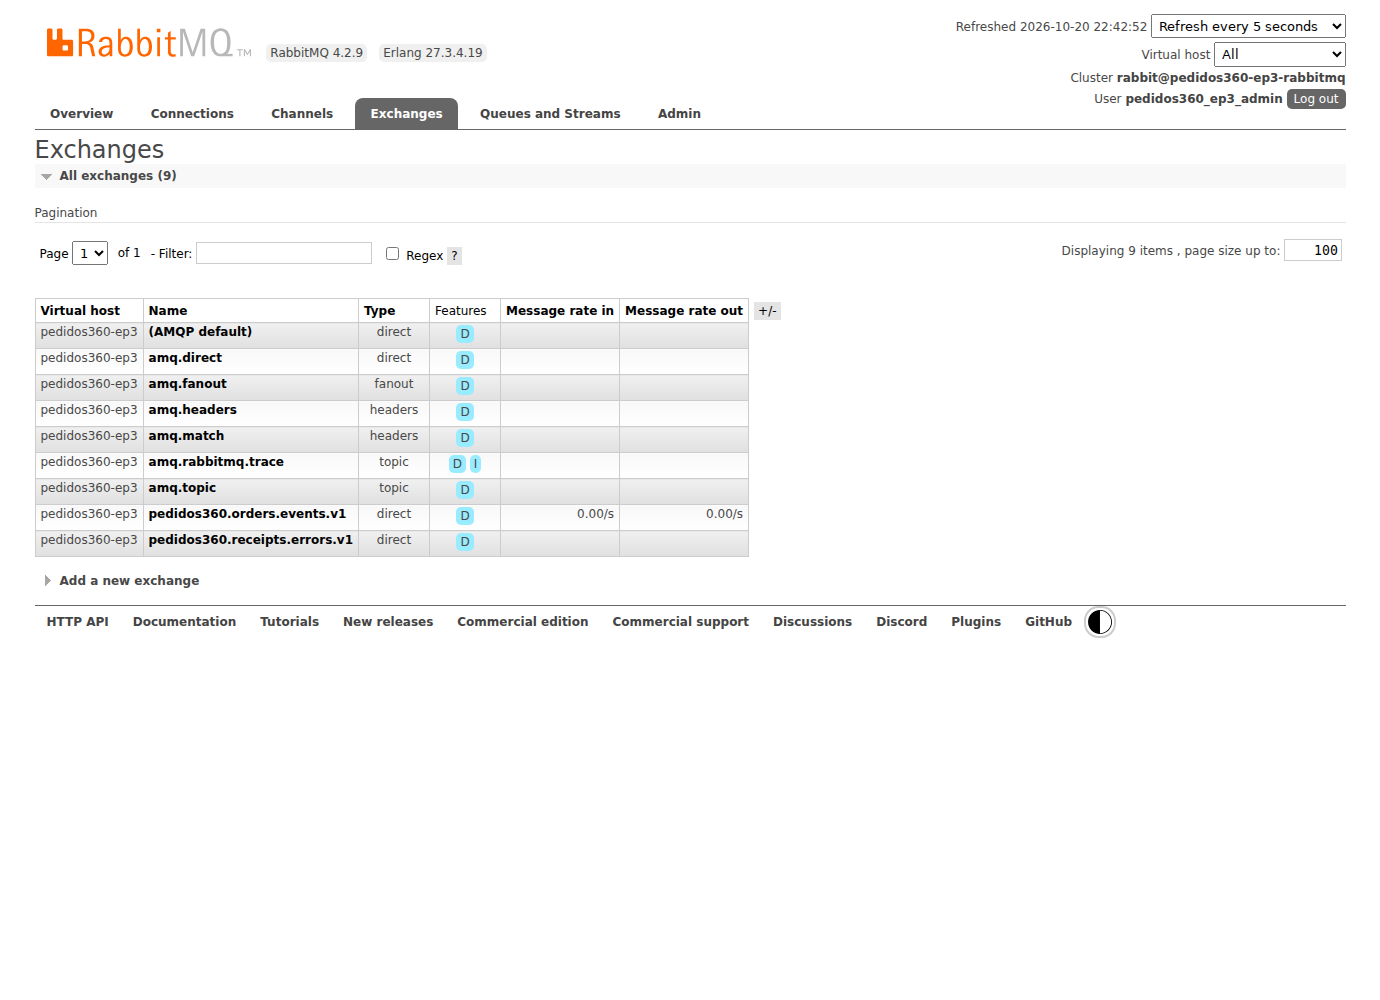 RabbitMQ TM
RabbitMQ 4.2.9 Erlang 27.3.4.19
Refreshed 2026-10-20 22:42:52 Refresh every 5 seconds
Virtual host All
Cluster rabbit@pedidos360-ep3-rabbitmq
User pedidos360_ep3_admin Log out
Overview Connections Channels Exchanges Queues and Streams Admin
Exchanges
All exchanges (9)
Pagination
Page 1 of 1 - Filter: Regex ? Displaying 9 items , page size up to: 100
Virtual host Name Type Features Message rate in Message rate out +/-
pedidos360-ep3 (AMQP default) direct D
pedidos360-ep3 amq.direct direct D
pedidos360-ep3 amq.fanout fanout D
pedidos360-ep3 amq.headers headers D
pedidos360-ep3 amq.match headers D
pedidos360-ep3 amq.rabbitmq.trace topic D I
pedidos360-ep3 amq.topic topic D
pedidos360-ep3 pedidos360.orders.events.v1 direct D 0.00/s 0.00/s
pedidos360-ep3 pedidos360.receipts.errors.v1 direct D
Add a new exchange
HTTP API Documentation Tutorials New releases Commercial edition Commercial support Discussions Discord Plugins GitHub